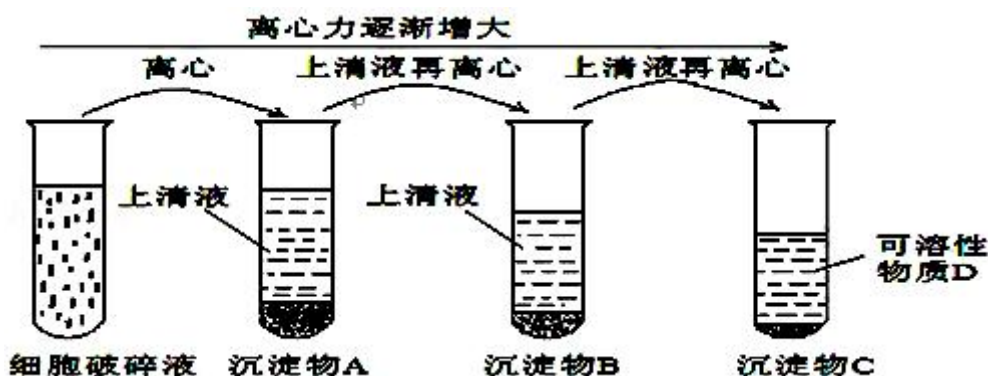 离心力逐渐增大
离心
上清液再离心
上清液再离心
上清液
上清液
可溶性
物质D
细胞破碎液
沉淀物A
沉淀物B
沉淀物C